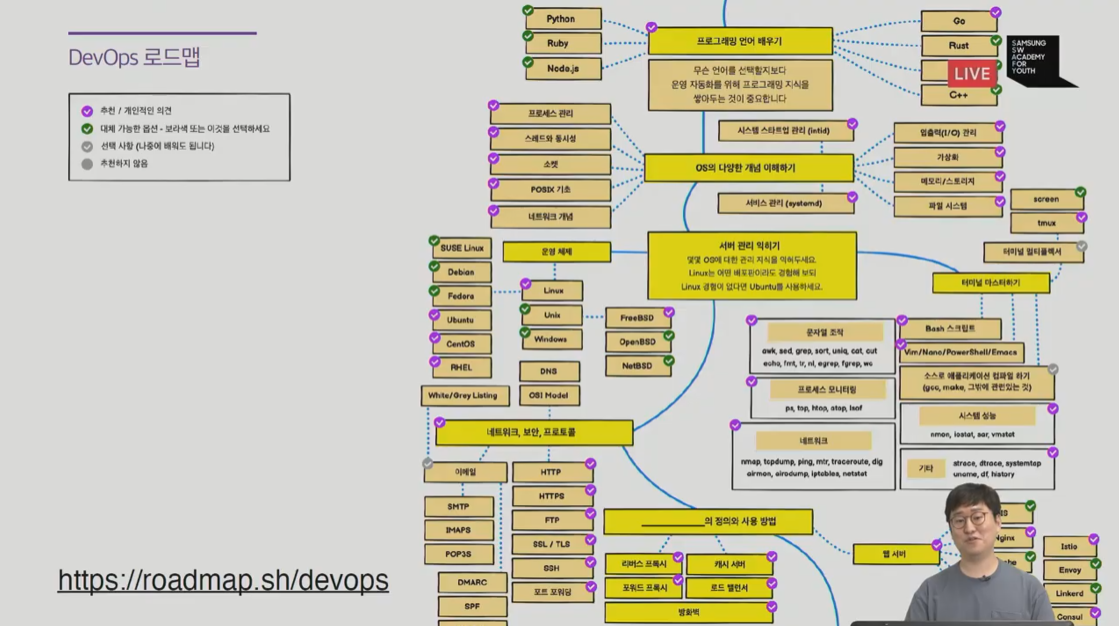 DevOps 로드맵
추천 / 개인적인 의견
대체 가능한 옵션 - 보라색 또는 이것을 선택하세요
선택 사항 (나중에 배워도 됩니다)
추천하지 않음
Python
Ruby
Node.js
프로그래밍 언어 배우기
무슨 언어를 선택할지보다
운영 자동화를 위해 프로그래밍 지식을
쌓아두는 것이 중요합니다
Go
Rust
C++
LIVE
SAMSUNG
SW
ACADEMY
FOR
YOUTH
프로세스 관리
스레드와 동시성
소켓
POSIX 기초
네트워크 개념
시스템 스타트업 관리 (intid)
OS의 다양한 개념 이해하기
서비스 관리 (systemd)
입출력(I/O) 관리
가상화
메모리/스토리지
파일 시스템
screen
tmux
터미널 멀티플렉서
터미널 마스터하기
서버 관리 익히기
몇몇 OS에 대한 관리 지식을 익혀두세요.
Linux는 어떤 배포판이라도 경험해 보되
Linux 경험이 없다면 Ubuntu를 사용하세요.
운영 체제
SUSE Linux
Debian
Fedora
Ubuntu
CentOS
RHEL
Linux
Unix
Windows
FreeBSD
OpenBSD
NetBSD
DNS
OSI Model
White/Grey Listing
네트워크, 보안, 프로토콜
문자열 조작
awk, sed, grep, sort, uniq, cat, cut
echo, fmt, tr, nl, egrep, fgrep, wc
프로세스 모니터링
ps, top, htop, atop, lsof
네트워크
nmap, tcpdump, ping, mtr, traceroute, dig
airmon, airodump, iptables, netstat
Bash 스크립트
Vim/Nano/PowerShell/Emacs
소스로 애플리케이션 컴파일 하기
(gcc, make, 그밖에 관련있는 것)
시스템 성능
nmon, iostat, sar, vmstat
기타
strace, dtrace, systemtap
uname, df, history
이메일
SMTP
IMAPS
POP3S
DMARC
SPF
HTTP
HTTPS
FTP
SSL / TLS
SSH
포트 포워딩
____________의 정의와 사용 방법
리버스 프록시
캐시 서버
포워드 프록시
로드 밸런서
방화벽
웹 서버
Nginx
Istio
Envoy
Linkerd
Consul
https://roadmap.sh/devops